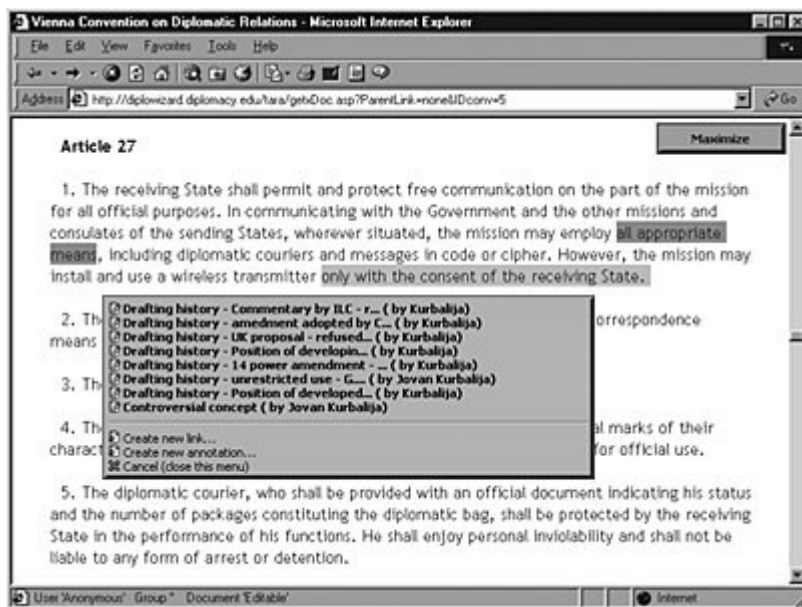 Vienna Convention on Diplomatic Relations - Microsoft Internet Explorer
File Edit View Favorites Tools Help
Address http://diplowizard.diplomacy.edu/tara/getxDoc.asp?ParentLink=none&IDconv=5 Go
Maximize
Article 27
1. The receiving State shall permit and protect free communication on the part of the mission
for all official purposes. In communicating with the Government and the other missions and
consulates of the sending States, wherever situated, the mission may employ all appropriate
means, including diplomatic couriers and messages in code or cipher. However, the mission may
install and use a wireless transmitter only with the consent of the receiving State.
Drafting history - Commentary by ILC - r... ( by Kurbalija)
Drafting history - amedment adopted by C... ( by Kurbalija)
Drafting history - UK proposal - refused... ( by Kurbalija)
Drafting history - Position of developin... ( by Kurbalija)
Drafting history - 14 power amendment - ... ( by Kurbalija)
Drafting history - unrestricted use - G.... ( by Jovan Kurbalija)
Drafting history - Position of developed... ( by Kurbalija)
Controversial concept ( by Jovan Kurbalija)
Create new link...
Create new annotation...
Cancel (close this menu)
2. Th orrespondence
means
3. Th
4. Th al marks of their
charact for official use.
5. The diplomatic courier, who shall be provided with an official document indicating his status
and the number of packages constituting the diplomatic bag, shall be protected by the receiving
State in the performance of his functions. He shall enjoy personal inviolability and shall not be
liable to any form of arrest or detention.
User 'Anonymous' Group '' Document 'Editable' Internet